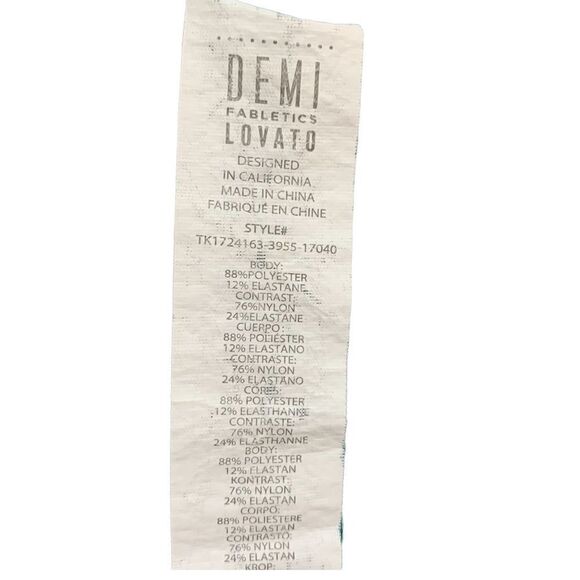 DEMI
FABLETICS
LOVATO
DESIGNED
IN CALIFORNIA
MADE IN CHINA
FABRIQUÉ EN CHINE
STYLE#
TK1724163-3955-17040
BODY:
88%POLYESTER
12% ELASTANE
CONTRAST:
76%NYLON
24%ELASTANE
CUERPO:
88% POLIÉSTER
12% ELASTANO
CONTRASTE:
76% NYLON
24% ELASTANO
CORPS:
88% POLYESTER
12% ELASTHANNE
CONTRASTE:
76% NYLON
24% ELASTHANNE
BODY:
88% POLYESTER
12% ELASTAN
KONTRAST:
76% NYLON
24% ELASTAN
CORPO:
88% POLIESTERE
12% ELASTAN
CONTRASTO:
76% NYLON
24% ELASTAN
KROP: